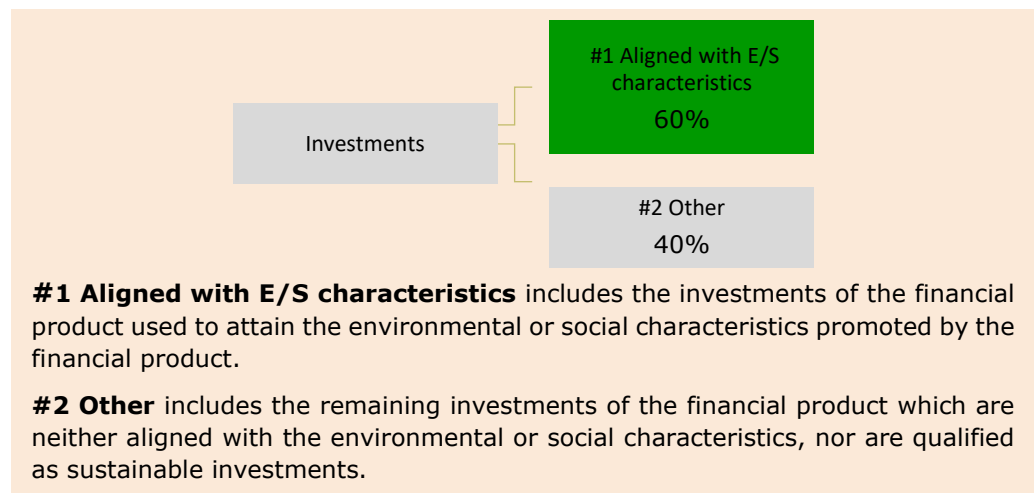 #1 Aligned with E/S
characteristics
60%
Investments
#2 Other
40%
#1 Aligned with E/S characteristics includes the investments of the financial
product used to attain the environmental or social characteristics promoted by the
financial product.
#2 Other includes the remaining investments of the financial product which are
neither aligned with the environmental or social characteristics, nor are qualified
as sustainable investments.